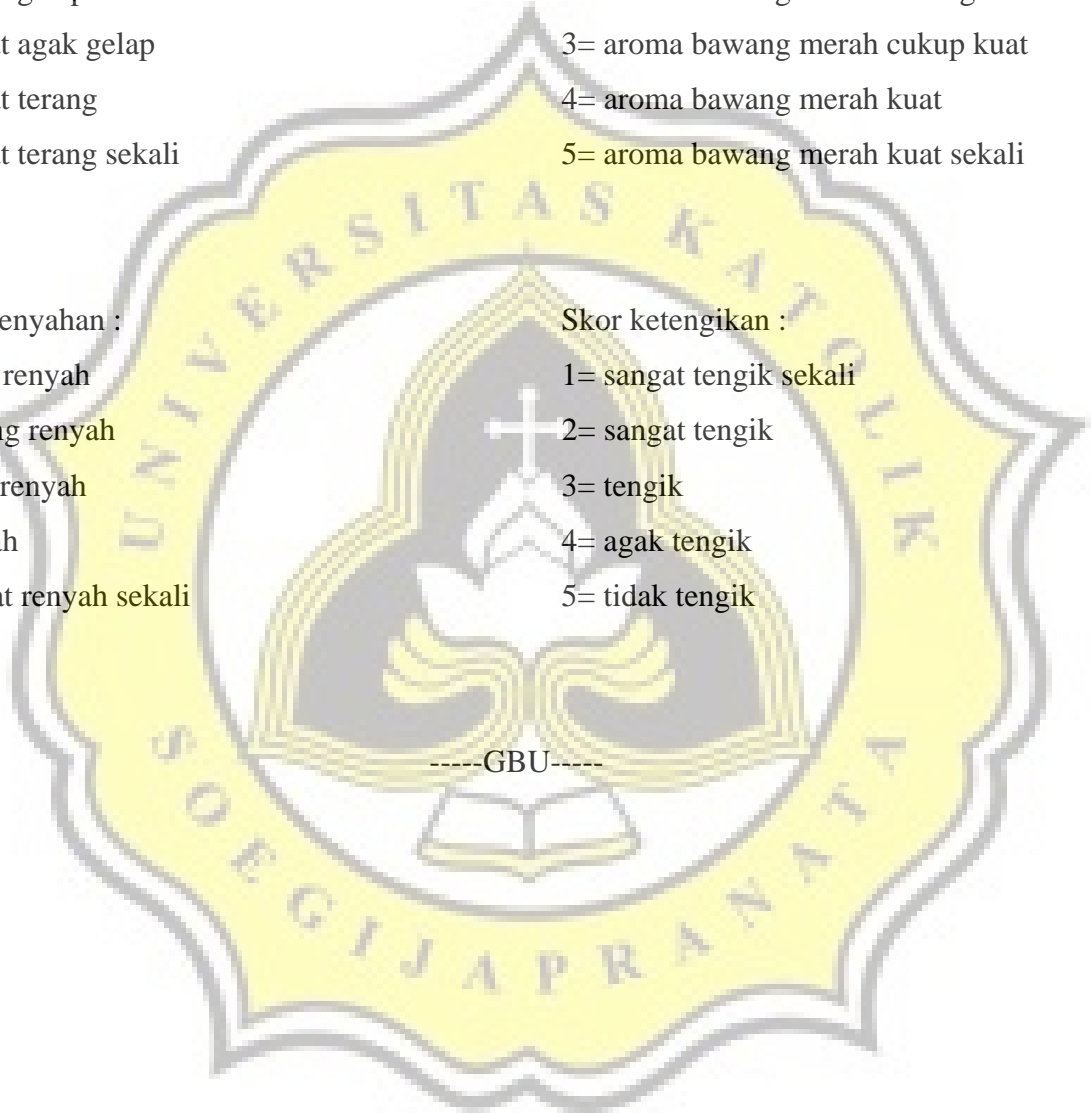 agak gelap
terang
terang sekali
3= aroma bawang merah cukup kuat
4= aroma bawang merah kuat
5= aroma bawang merah kuat sekali
enyahan :
renyah
renyah
renyah
renyah sekali
Skor ketengikan :
1= sangat tengik sekali
2= sangat tengik
3= tengik
4= agak tengik
5= tidak tengik
-----GBU-----
UNIVERSITAS KATOLIK
SOEGIJAPRANATA